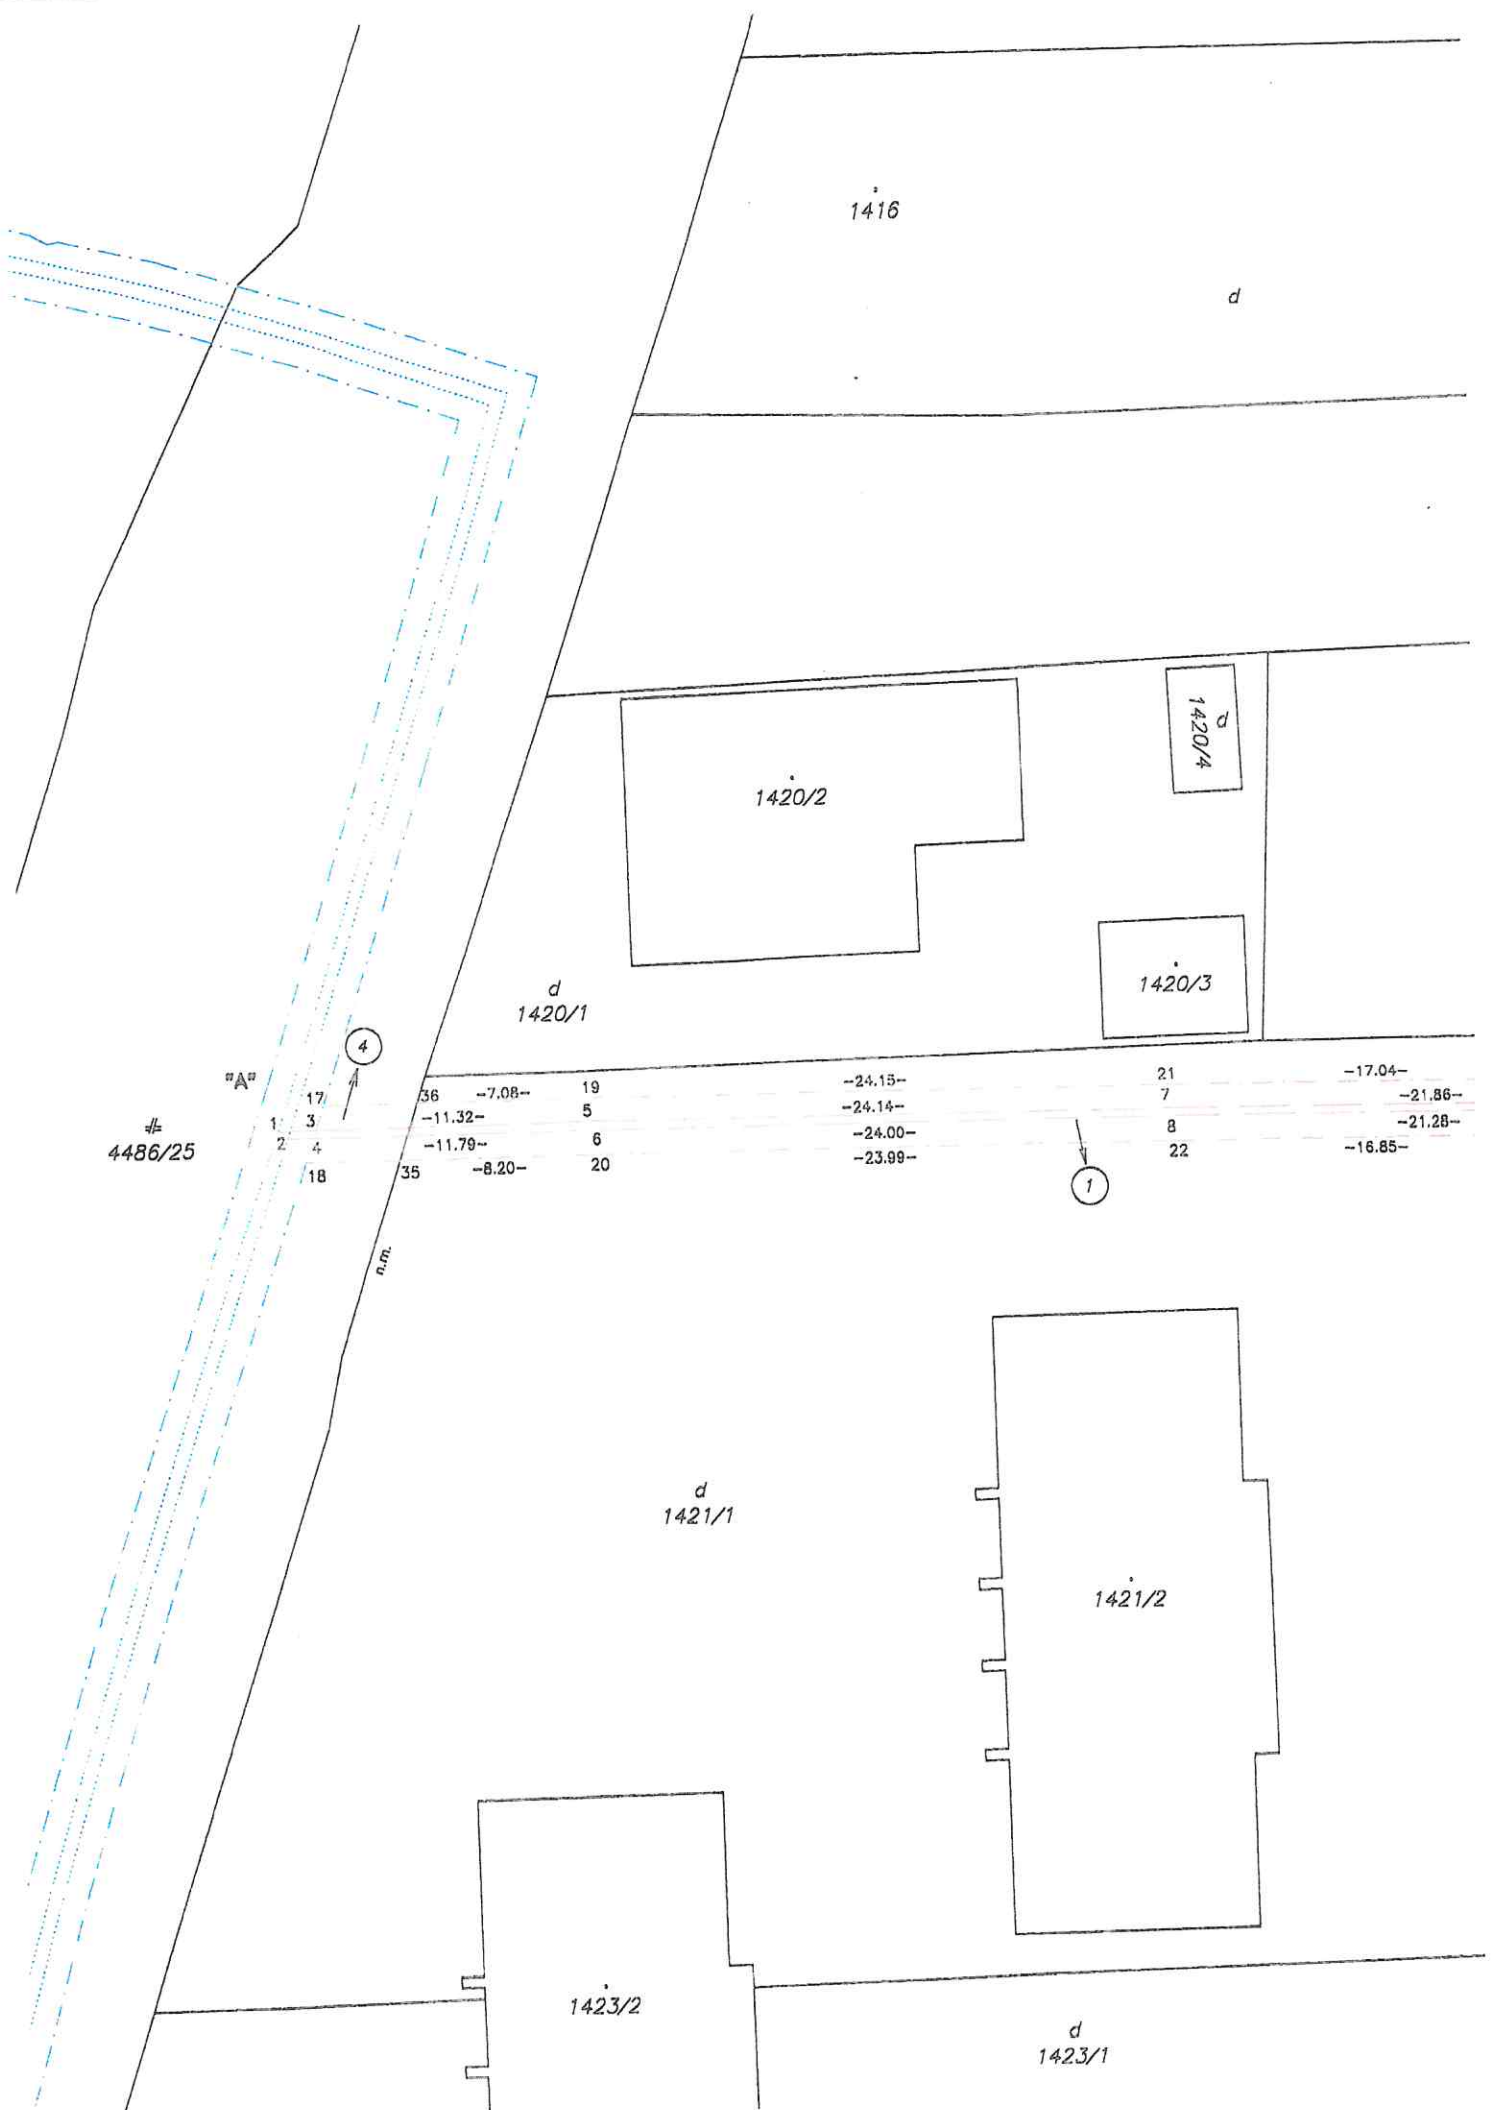 1416
d
d
1420/4
1420/2
1420/3
d
1420/1
4
"A"
17 36 -7.08- 19 -24.15- 21 -17.04-
1 3 -11.32- 5 -24.14- 7 -21.86-
2 4 -11.79- 6 -24.00- 8 -21.28-
18 35 -8.20- 20 -23.99- 22 -16.85-
4486/25
1
n.m.
d
1421/1
1421/2
1423/2
d
1423/1